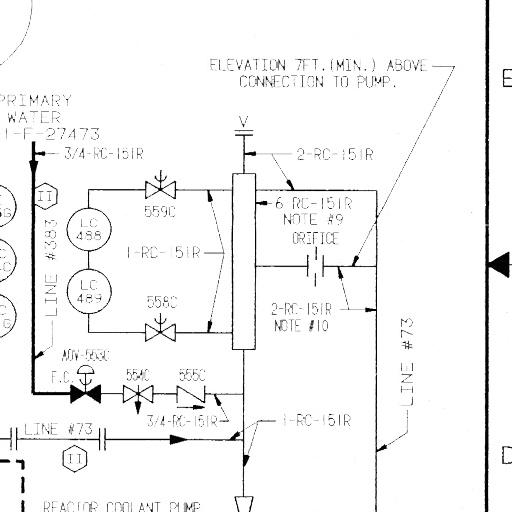 ELEVATION 7FT.(MIN.) ABOVE
CONNECTION TO PUMP.
E
PRIMARY
WATER
1-F-27473
V
3/4-RC-151R
2-RC-151R
II
559C
6 RC-151R
NOTE #9
ORIFICE
LC
488
1-RC-151R
LINE #383
LC
489
558C
2-RC-151R
NOTE #10
LINE #73
AOV-553C
F.C.
554C
555C
3/4-RC-151R
LINE #73
1-RC-151R
II
D
REACTOR COOLANT PUMP